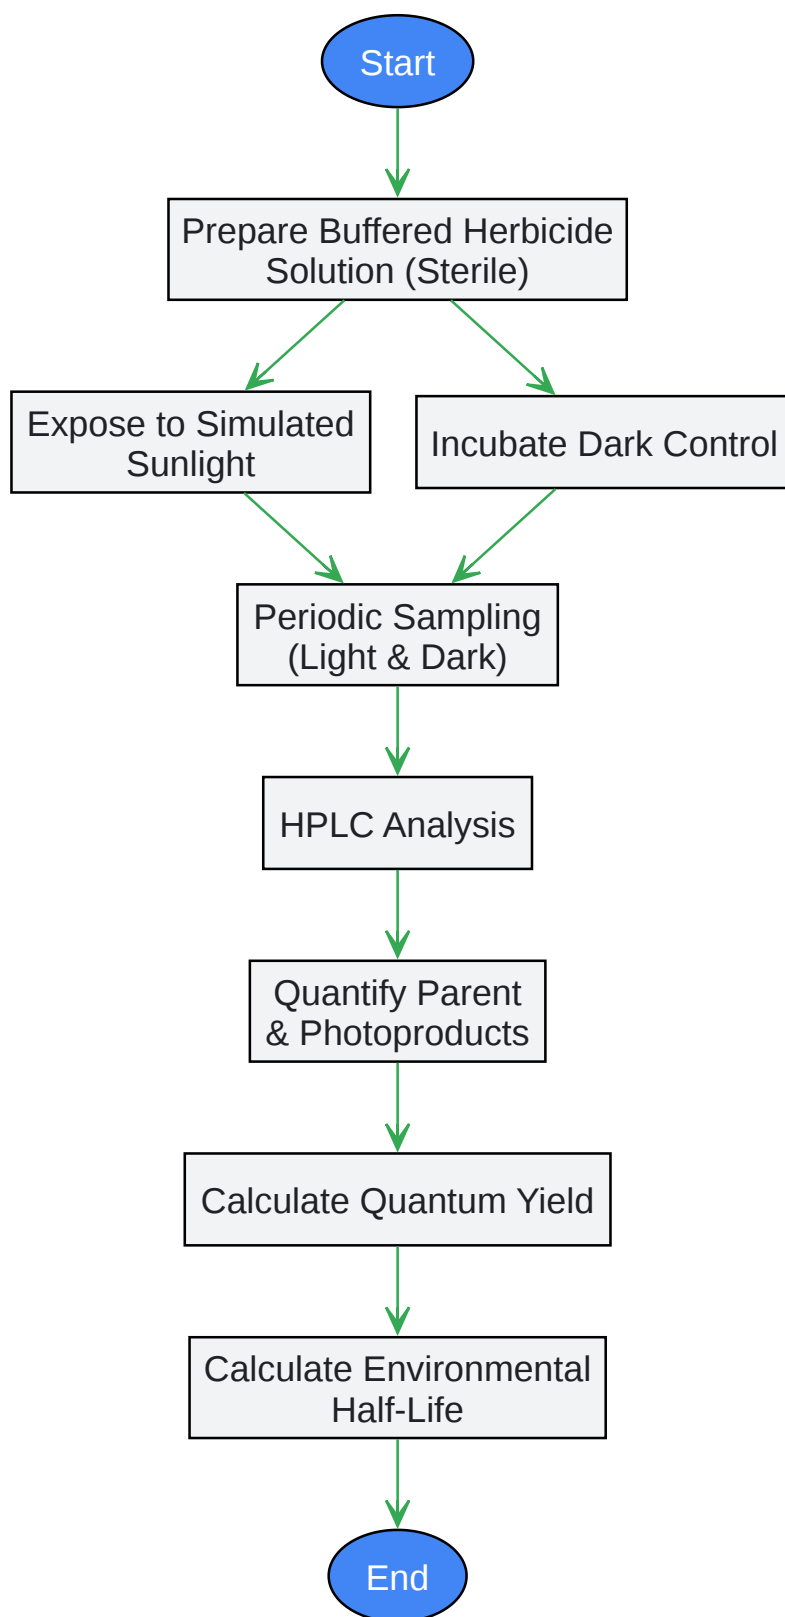 Start
Prepare Buffered Herbicide
Solution (Sterile)
Expose to Simulated
Sunlight
Incubate Dark Control
Periodic Sampling
(Light & Dark)
HPLC Analysis
Quantify Parent
& Photoproducts
Calculate Quantum Yield
Calculate Environmental
Half-Life
End